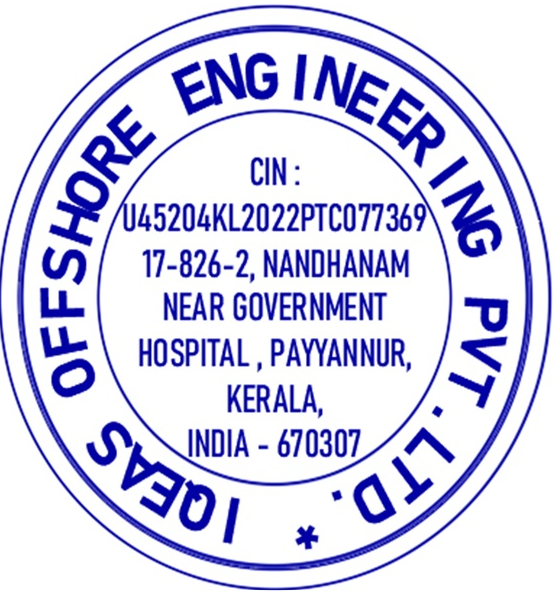 IQEAS OFFSHORE ENGINEERING PVT. LTD. *
CIN :
U45204KL2022PTC077369
17-826-2, NANDHANAM
NEAR GOVERNMENT
HOSPITAL , PAYYANNUR,
KERALA,
INDIA - 670307